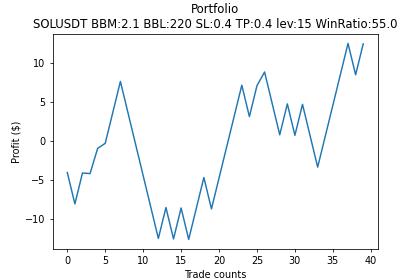 Portfolio
SOLUSDT BBM:2.1 BBL:220 SL:0.4 TP:0.4 lev:15 WinRatio:55.0
10
5
0
−5
−10
Profit ($)
0 5 10 15 20 25 30 35 40
Trade counts